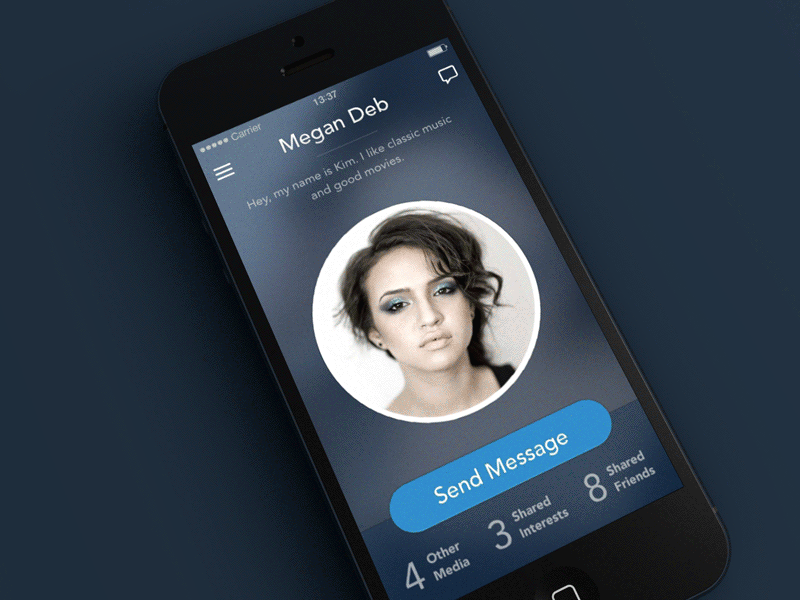 Carrier 13:37
Megan Deb
Hey, my name is Kim. I like classic music
and good movies.
Send Message
4 Other
Media
3 Shared
Interests
8 Shared
Friends